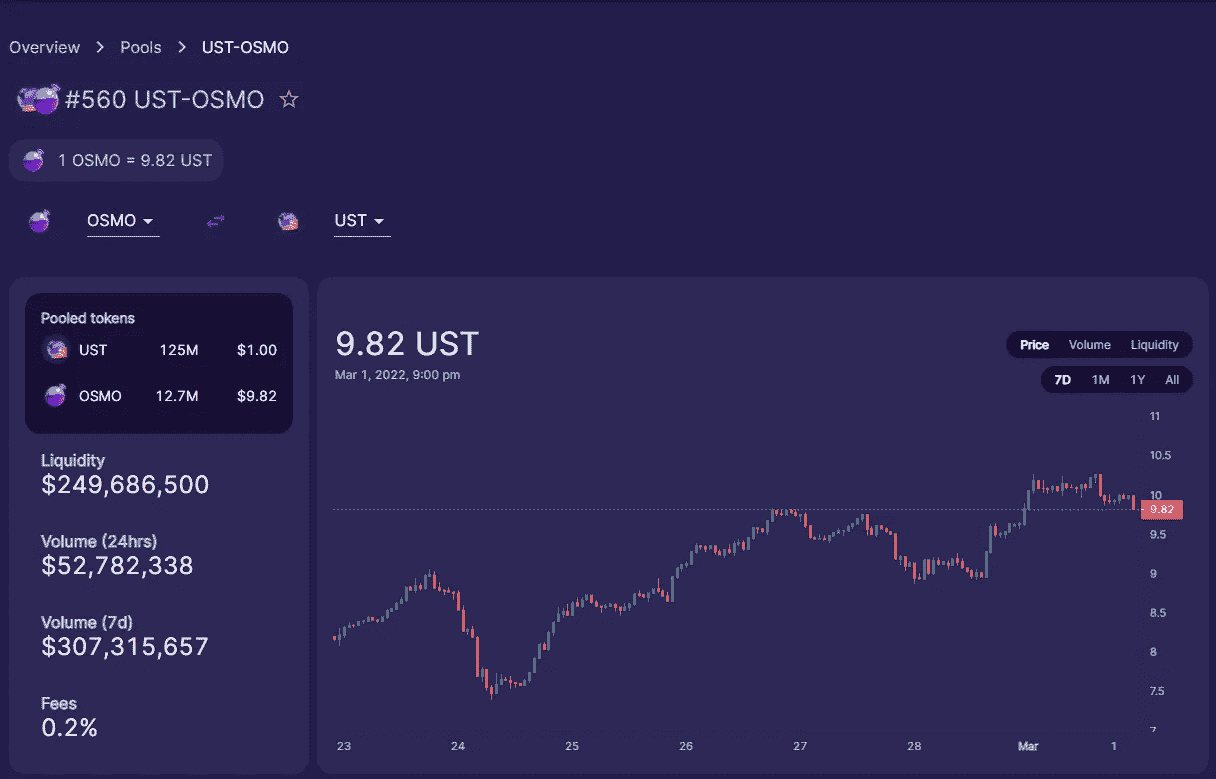 Overview > Pools > UST-OSMO
#560 UST-OSMO
1 OSMO = 9.82 UST
OSMO UST
Pooled tokens
UST 125M $1.00
OSMO 12.7M $9.82
Liquidity
$249,686,500
Volume (24hrs)
$52,782,338
Volume (7d)
$307,315,657
Fees
0.2%
9.82 UST
Mar 1, 2022, 9:00 pm
Price Volume Liquidity
7D 1M 1Y All
11
10.5
10
9.82
9.5
9
8.5
8
7.5
7
23 24 25 26 27 28 Mar 1